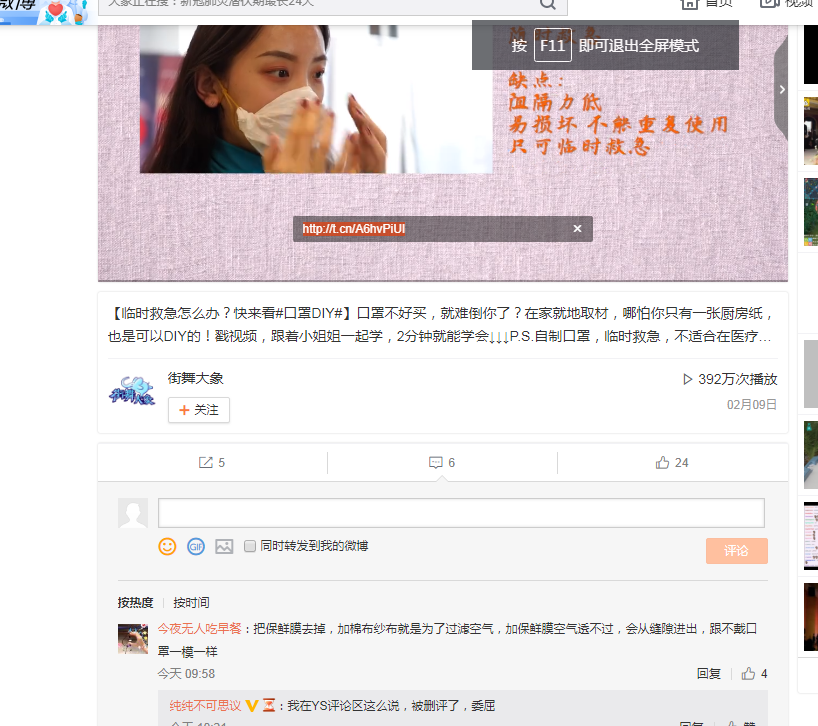 微博
大家正在搜：新冠肺炎潜伏期最长24天
首页
视频
按 F11 即可退出全屏模式
缺点：
阻隔力低
易损坏 不能重复使用
只可临时救急
http://t.cn/A6hvPiUI
×
【临时救急怎么办？快来看#口罩DIY#】口罩不好买，就难倒你了？在家就地取材，哪怕你只有一张厨房纸，
也是可以DIY的！戳视频，跟着小姐姐一起学，2分钟就能学会↓↓↓P.S.自制口罩，临时救急，不适合在医疗…
街舞大象
392万次播放
+ 关注
02月09日
5
6
24
GIF
同时转发到我的微博
评论
按热度
按时间
今夜无人吃早餐：把保鲜膜去掉，加棉布纱布就是为了过滤空气，加保鲜膜空气透不过，会从缝隙进出，跟不戴口
罩一模一样
今天 09:58
回复
4
纯纯不可思议：我在YS评论区这么说，被删评了，委屈